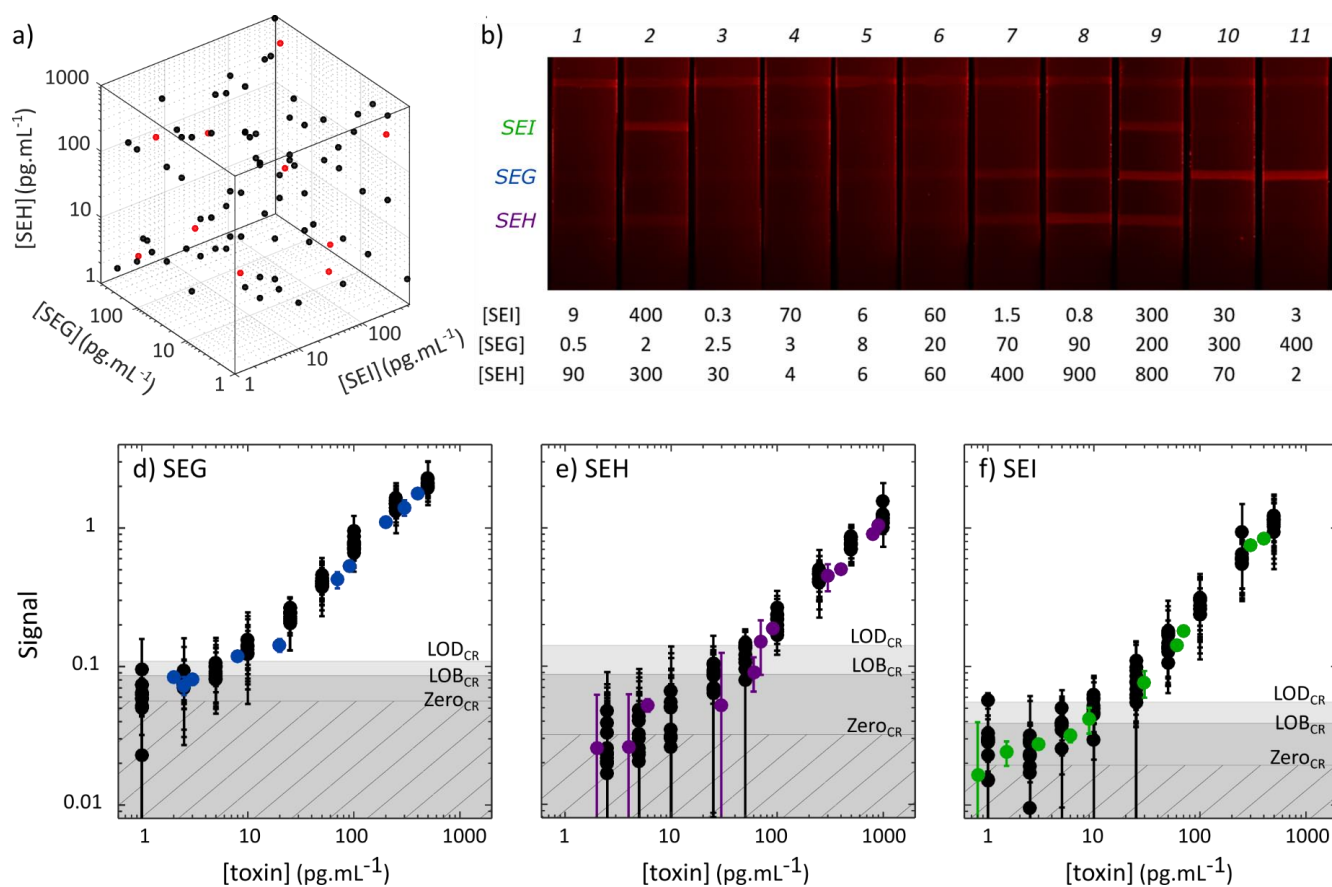 a)
[SEH] (pg.mL-1)
1000
100
10
1
[SEG] (pg.mL-1)
100
10
1
[SEI] (pg.mL-1)
1
10
100
b)
1 2 3 4 5 6 7 8 9 10 11
SEI
SEG
SEH
[SEI] 9 400 0.3 70 6 60 1.5 0.8 300 30 3
[SEG] 0.5 2 2.5 3 8 20 70 90 200 300 400
[SEH] 90 300 30 4 6 60 400 900 800 70 2
Signal
1
0.1
0.01
d) SEG
LODCR
LOBCR
ZeroCR
1 10 100 1000
[toxin] (pg.mL-1)
e) SEH
LODCR
LOBCR
ZeroCR
1 10 100 1000
[toxin] (pg.mL-1)
f) SEI
LODCR
LOBCR
ZeroCR
1 10 100 1000
[toxin] (pg.mL-1)